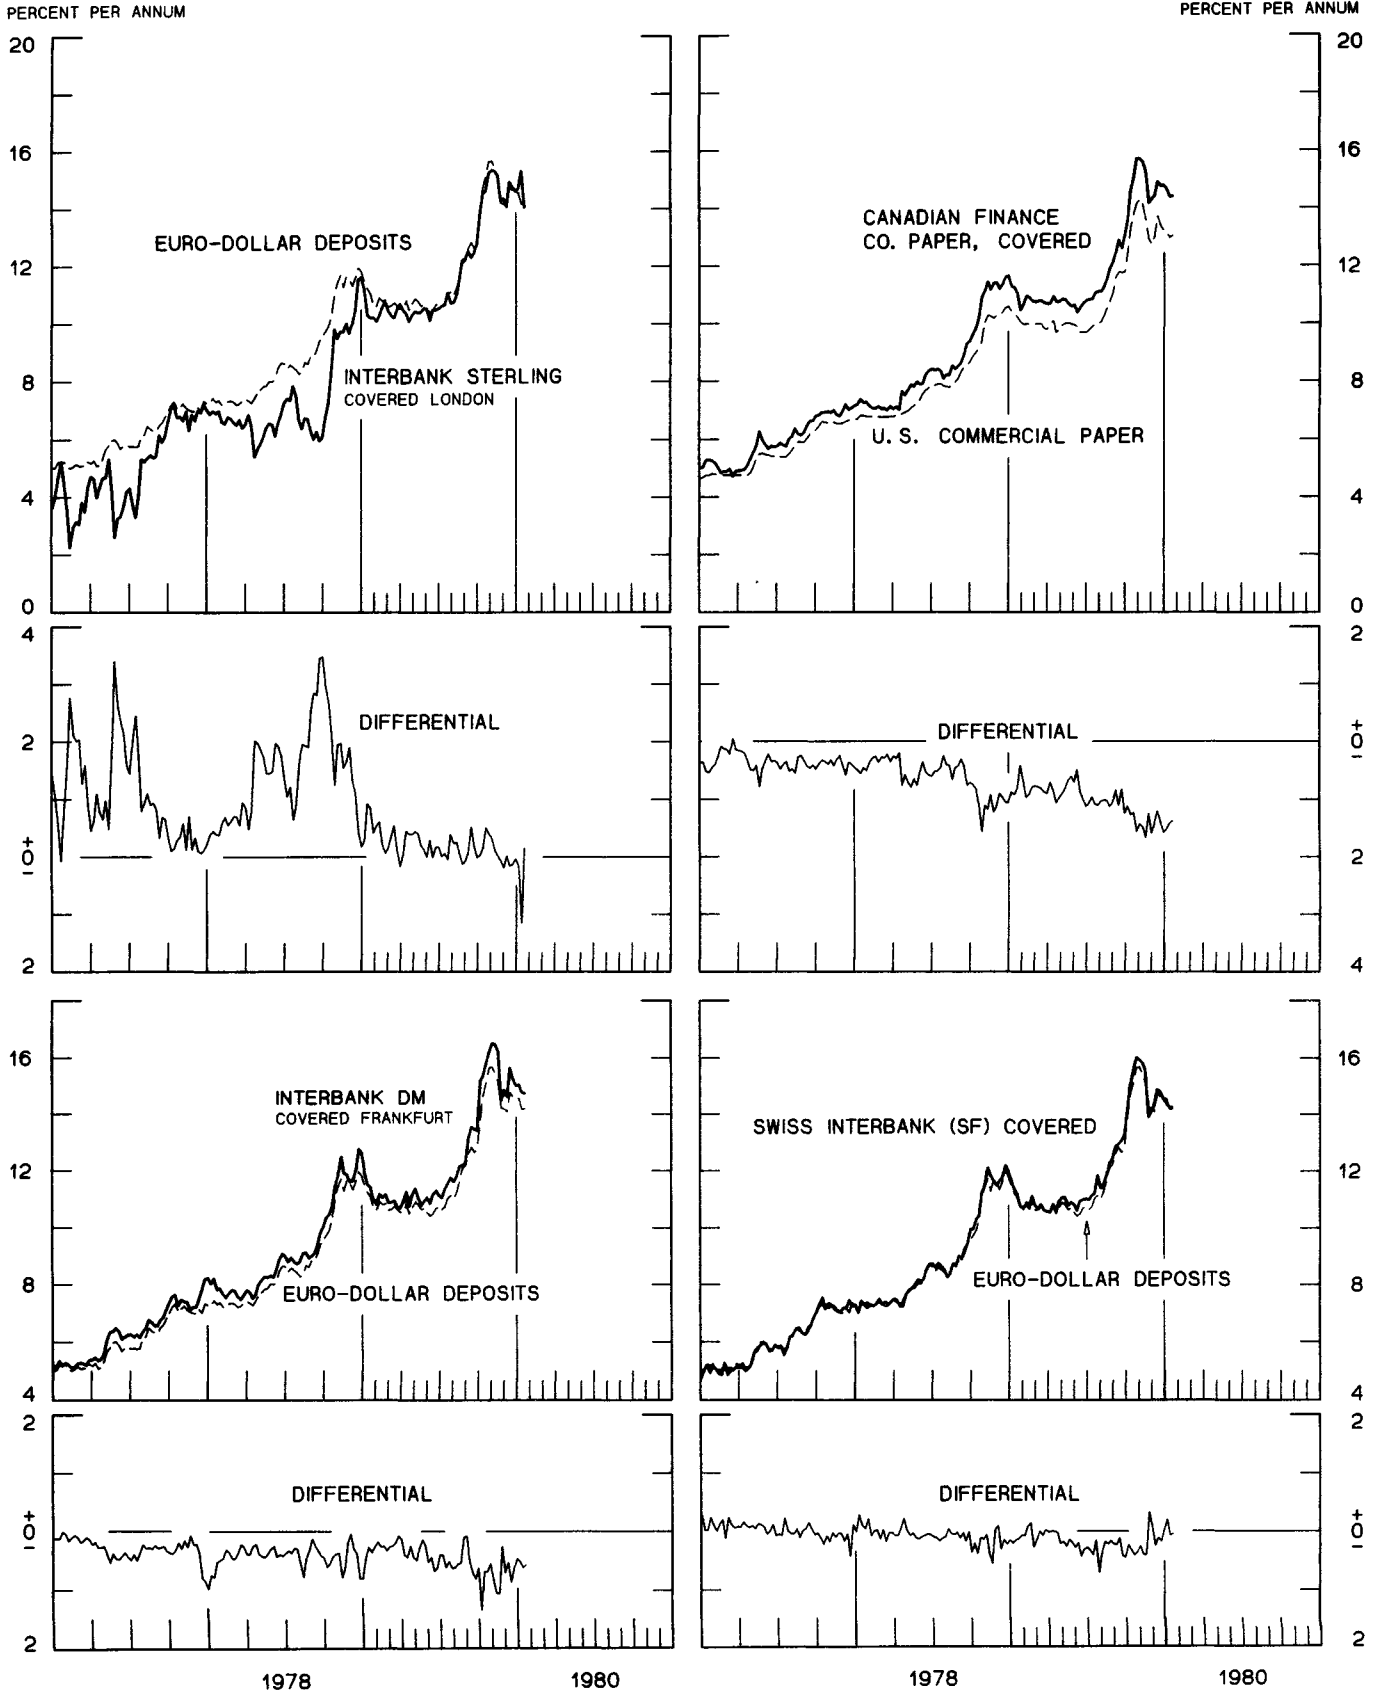 PERCENT PER ANNUM
PERCENT PER ANNUM
20
16
12
8
4
0
EURO-DOLLAR DEPOSITS
INTERBANK STERLING
COVERED LONDON
20
16
12
8
4
0
CANADIAN FINANCE
CO. PAPER, COVERED
U.S. COMMERCIAL PAPER
4
2
+
0
−
2
DIFFERENTIAL
2
+
0
−
2
4
DIFFERENTIAL
16
12
8
4
INTERBANK DM
COVERED FRANKFURT
EURO-DOLLAR DEPOSITS
16
12
8
4
SWISS INTERBANK (SF) COVERED
EURO-DOLLAR DEPOSITS
2
+
0
−
2
DIFFERENTIAL
2
+
0
−
2
DIFFERENTIAL
1978
1980
1978
1980